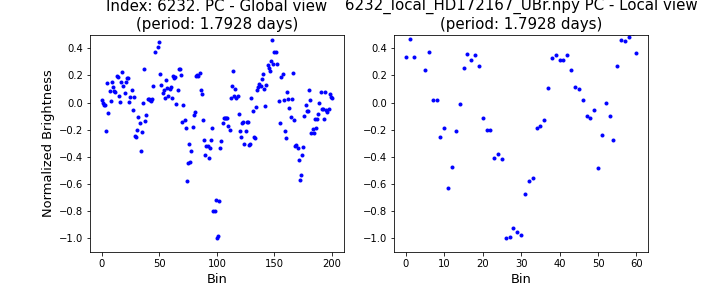 Index: 6232. PC - Global view
(period: 1.7928 days)
6232_local_HD172167_UBr.npy PC - Local view
(period: 1.7928 days)
Normalized Brightness
0.4
0.2
0.0
−0.2
−0.4
−0.6
−0.8
−1.0
0 50 100 150 200
Bin
0.4
0.2
0.0
−0.2
−0.4
−0.6
−0.8
−1.0
0 10 20 30 40 50 60
Bin